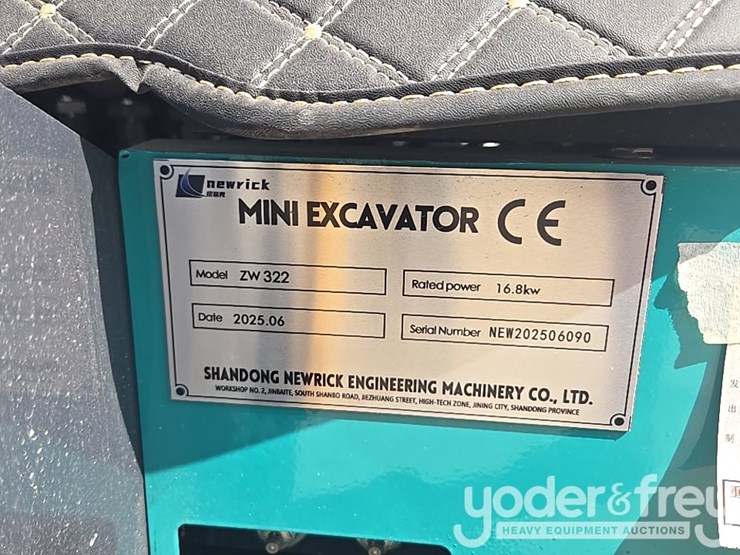 newrick
MINI EXCAVATOR CE
Model ZW 322
Rated power 16.8kw
Date 2025.06
Serial Number NEW202506090
SHANDONG NEWRICK ENGINEERING MACHINERY CO., LTD.
WORKSHOP NO. 2, JINBAITE, SOUTH SHANBO ROAD, JIEZHUANG STREET, HIGH-TECH ZONE, JINING CITY, SHANDONG PROVINCE
发
出
制
yoder&frey
HEAVY EQUIPMENT AUCTIONS